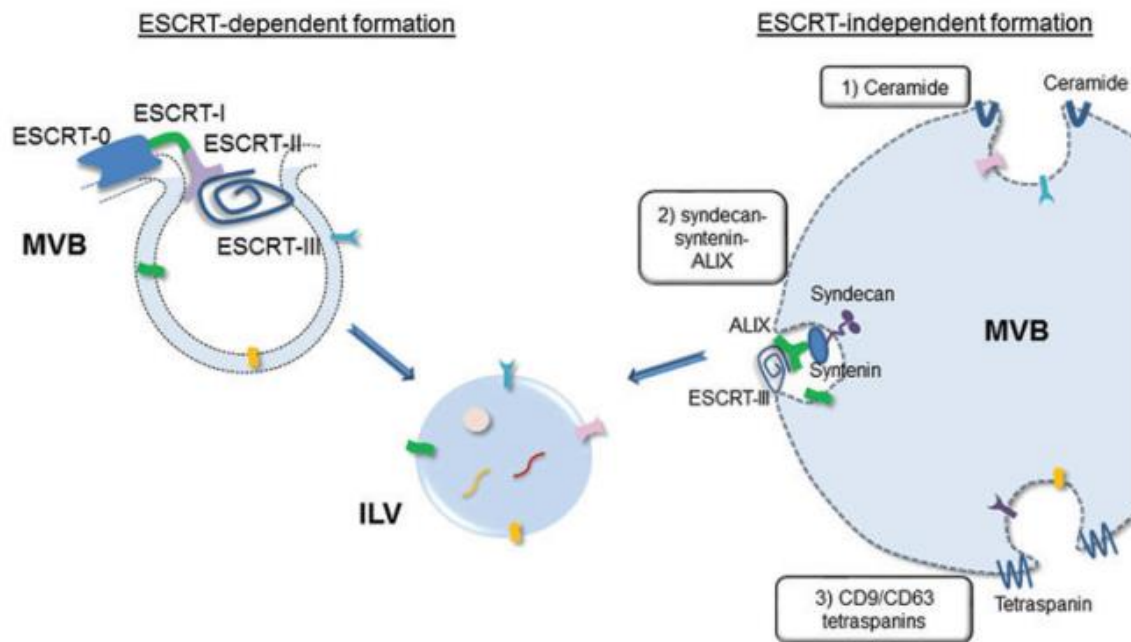 ESCRT-dependent formation
ESCRT-I
ESCRT-0
ESCRT-II
MVB
ESCRT-III
ILV
ESCRT-independent formation
1) Ceramide
Ceramide
2) syndecan-
syntenin-
ALIX
Syndecan
ALIX
MVB
Syntenin
ESCRT-III
3) CD9/CD63
tetraspanins
Tetraspanin